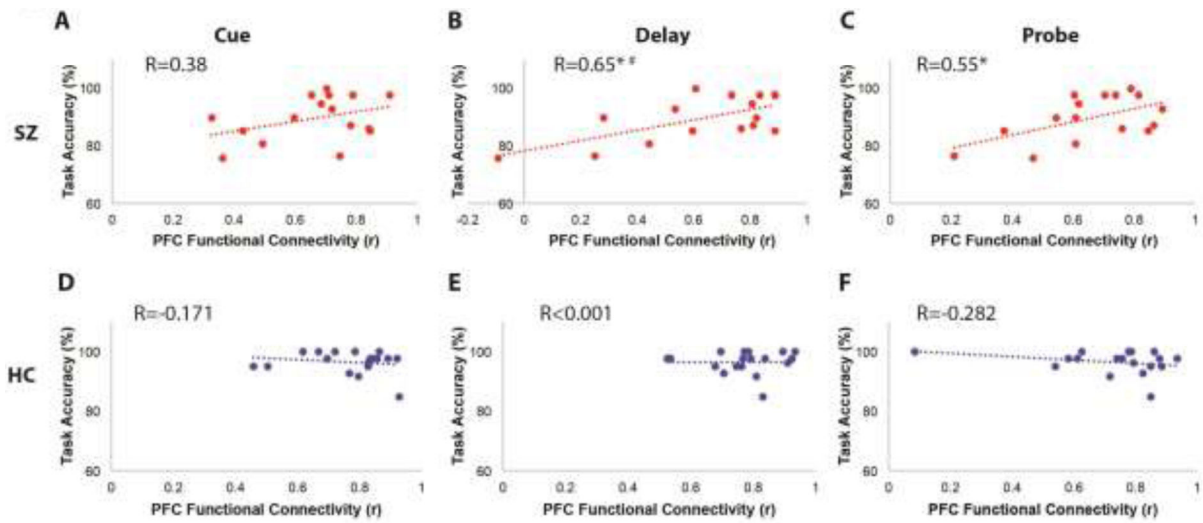 A B C
Cue Delay Probe
R=0.38 R=0.65*# R=0.55*
SZ
Task Accuracy (%) Task Accuracy (%) Task Accuracy (%)
100 100 100
80 80 80
60 60 60
0 0.2 0.4 0.6 0.8 1 -0.2 0 0.2 0.4 0.6 0.8 1 0 0.2 0.4 0.6 0.8 1
PFC Functional Connectivity (r) PFC Functional Connectivity (r) PFC Functional Connectivity (r)
D E F
R=-0.171 R<0.001 R=-0.282
HC
Task Accuracy (%) Task Accuracy (%) Task Accuracy (%)
100 100 100
80 80 80
60 60 60
0 0.2 0.4 0.6 0.8 1 0 0.2 0.4 0.6 0.8 1 0 0.2 0.4 0.6 0.8 1
PFC Functional Connectivity (r) PFC Functional Connectivity (r) PFC Functional Connectivity (r)